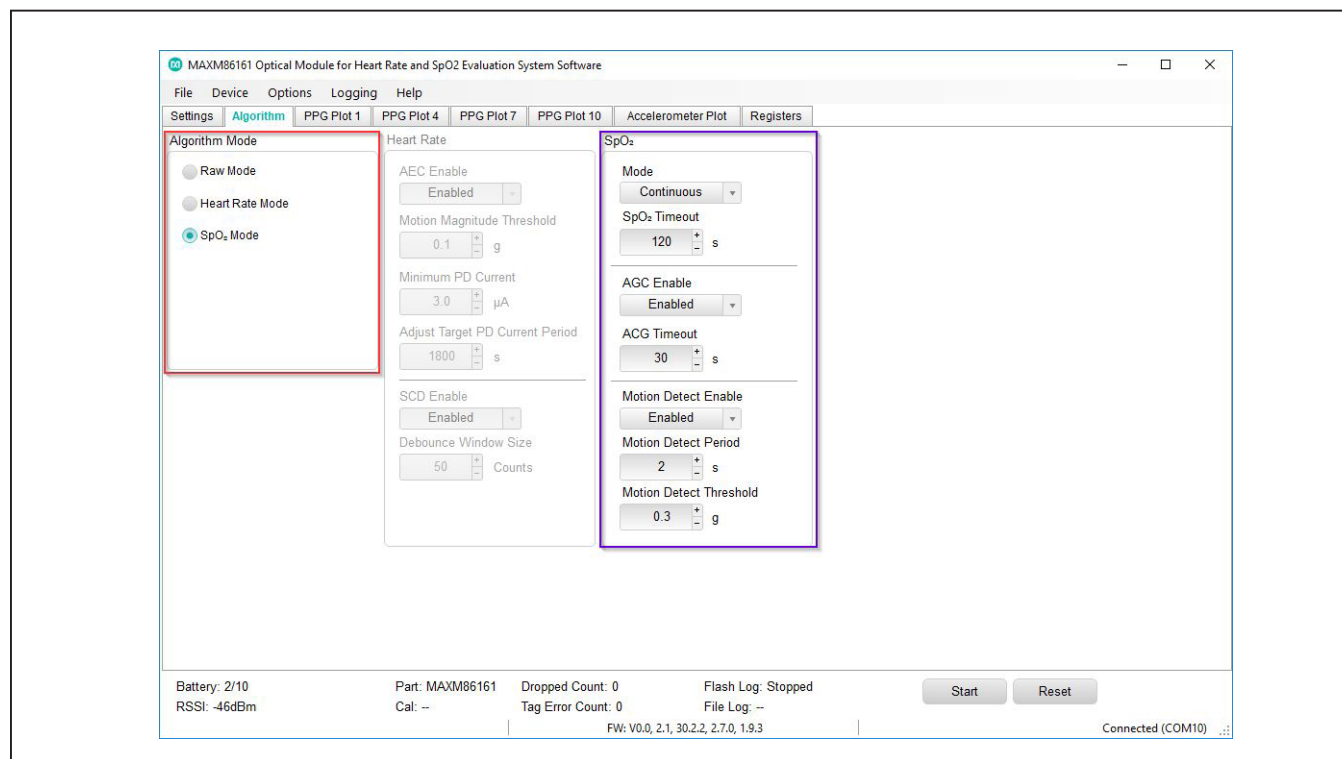 MAXM86161 Optical Module for Heart Rate and SpO2 Evaluation System Software
File Device Options Logging Help
Settings Algorithm PPG Plot 1 PPG Plot 4 PPG Plot 7 PPG Plot 10 Accelerometer Plot Registers
Algorithm Mode
Raw Mode
Heart Rate Mode
SpO₂ Mode
Heart Rate
AEC Enable
Enabled
Motion Magnitude Threshold
0.1 g
Minimum PD Current
3.0 µA
Adjust Target PD Current Period
1800 s
SCD Enable
Enabled
Debounce Window Size
50 Counts
SpO₂
Mode
Continuous
SpO₂ Timeout
120 s
AGC Enable
Enabled
ACG Timeout
30 s
Motion Detect Enable
Enabled
Motion Detect Period
2 s
Motion Detect Threshold
0.3 g
Battery: 2/10 Part: MAXM86161 Dropped Count: 0 Flash Log: Stopped Start Reset
RSSI: -46dBm Cal: -- Tag Error Count: 0 File Log: --
FW: V0.0, 2.1, 30.2.2, 2.7.0, 1.9.3 Connected (COM10)